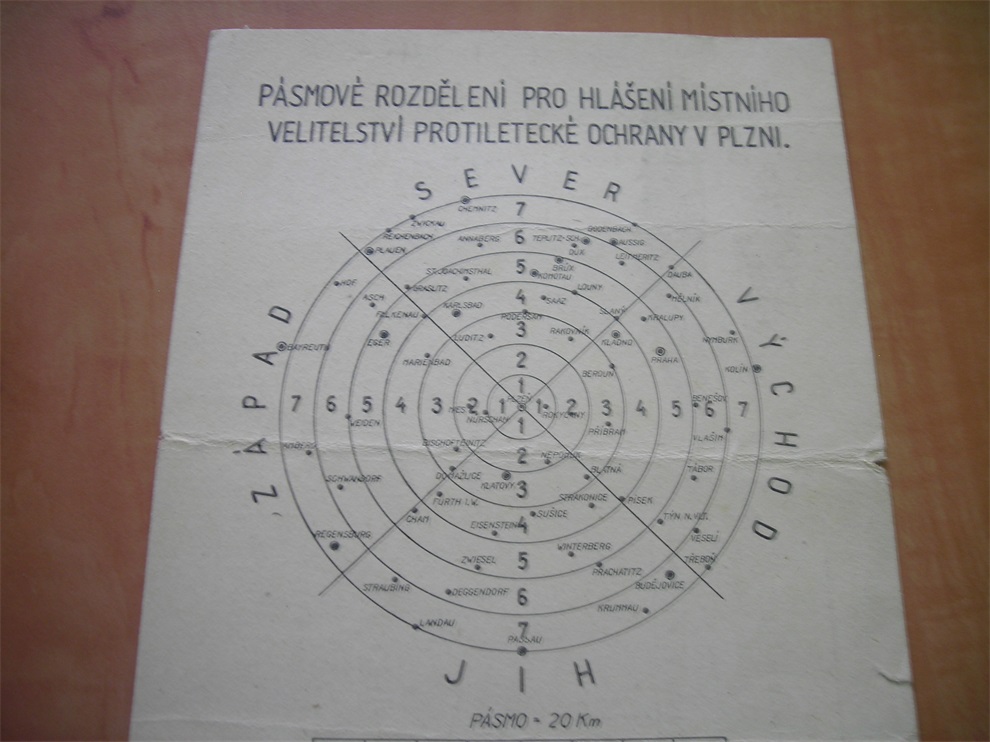 PÁSMOVÉ ROZDĚLENÍ PRO HLÁŠENÍ MÍSTNÍHO
VELITELSTVÍ PROTILETECKÉ OCHRANY V PLZNI.
SEVER
CHEMNITZ 7
ZWICKAU
REICHENBACH
PLAUEN
ANNABERG 6 TEPLITZ-SCH. AUSSIG
DUX
LEITMERITZ
DAUBA
HOF
ST. JOACHIMSTHAL 5 BRÜX
KOMOTAU
GRASLITZ
ASCH
KARLSBAD 4 SAAZ LOUNY
MĚLNÍK
FALKENAU
PODERSAM
SLANÝ
KRALUPY
VÝCHOD
EGER
LUDITZ 3 RAKOVNÍK
KLADNO
NYMBURK
BAYREUTH
MARIENBAD 2
PRAHA
BEROUN
KOLÍN
ZÁPAD
1
PLZEŇ
7 6 5 4 3 2 1 1 2 3 4 5 6 7
BENEŠOV
NÜRSCHAN
ROKYCANY
WEIDEN
1
PŘÍBRAM
VLAŠIM
AMBERG
BISCHOFTEINITZ
2 NEPOMUK
SCHWANDORF
DOMAŽLICE
KLATOVY 3
BLATNÁ
TÁBOR
FURTH I.W.
STRAKONICE PÍSEK
CHAM
SUŠICE
TÝN N. VLT.
EISENSTEIN 4
VESELÍ
REGENSBURG
WINTERBERG
ZWIESEL 5
PRACHATITZ
TŘEBOŇ
STRAUBING
DEGGENDORF 6
BUDĚJOVICE
KRUMMAU
LANDAU
7
PASSAU
JIH
PÁSMO = 20 Km